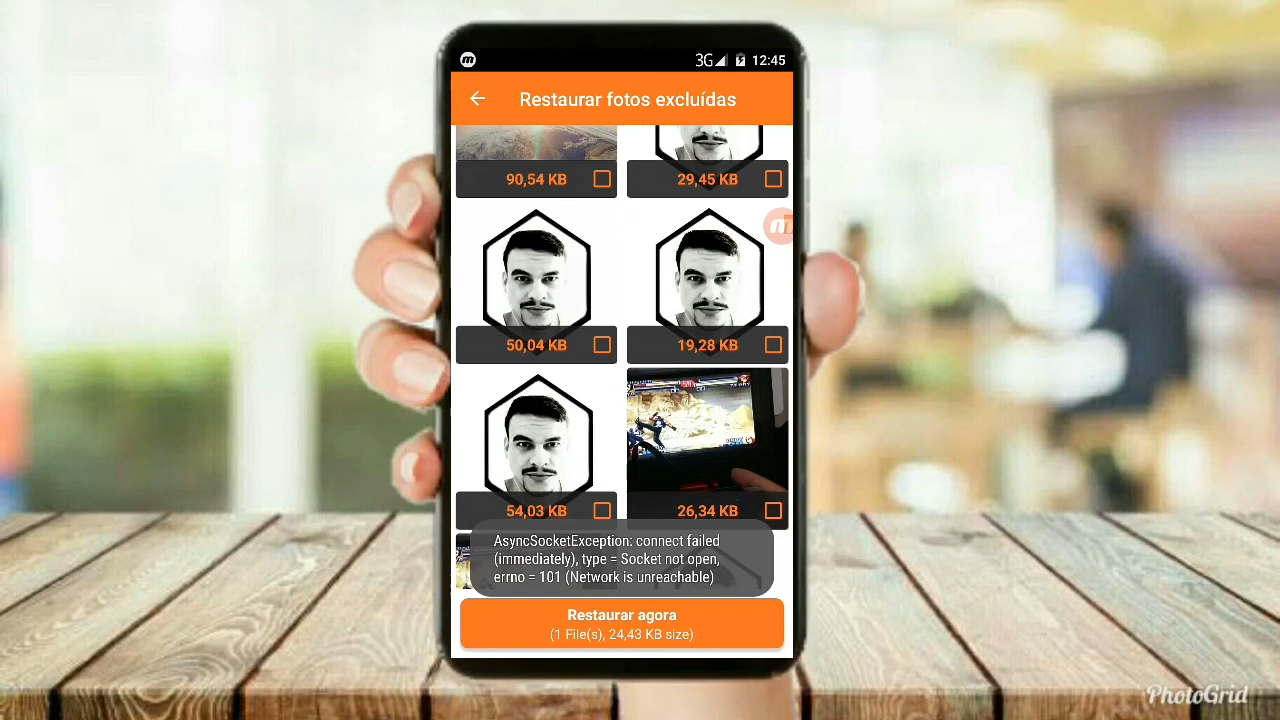 3G 12:45
Restaurar fotos excluídas
90,54 KB
29,45 KB
50,04 KB
19,28 KB
54,03 KB
26,34 KB
AsyncSocketException: connect failed
(immediately), type = Socket not open,
errno = 101 (Network is unreachable)
Restaurar agora
(1 File(s), 24,43 KB size)
PhotoGrid